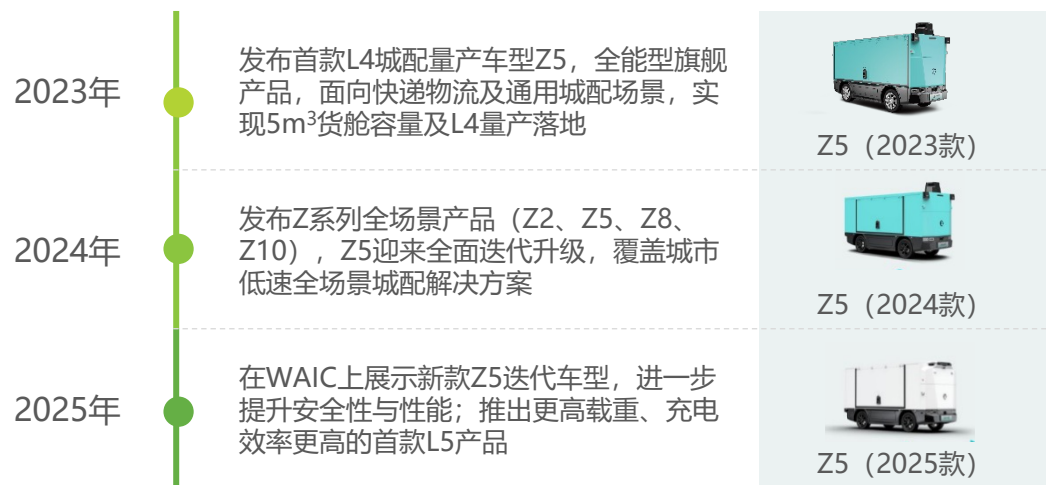 2023年
发布首款L4城配量产车型Z5，全能型旗舰
产品，面向快递物流及通用城配场景，实
现5m³货舱容量及L4量产落地
Z5（2023款）
2024年
发布Z系列全场景产品（Z2、Z5、Z8、
Z10），Z5迎来全面迭代升级，覆盖城市
低速全场景城配解决方案
Z5（2024款）
2025年
在WAIC上展示新款Z5迭代车型，进一步
提升安全性与性能；推出更高载重、充电
效率更高的首款L5产品
Z5（2025款）